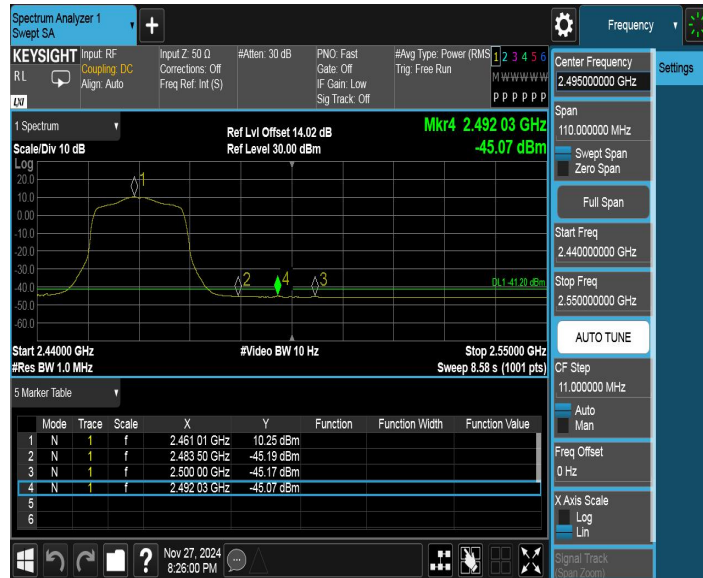 Spectrum Analyzer 1
Swept SA
+
Frequency
KEYSIGHT Input: RF Input Z: 50 Ω #Atten: 30 dB PNO: Fast #Avg Type: Power (RMS 1 2 3 4 5 6
RL Coupling: DC Corrections: Off Gate: Off Trig: Free Run M W W W W W
Align: Auto Freq Ref: Int (S) IF Gain: Low
LXI Sig Track: Off P P P P P P
1 Spectrum Ref Lvl Offset 14.02 dB Mkr4 2.492 03 GHz
Scale/Div 10 dB Ref Level 30.00 dBm -45.07 dBm
Log
20.0
10.0
0.00
-10.0
-20.0
-30.0
-40.0
-50.0
-60.0
1
2 4 3
DL1 -41.20 dBm
Start 2.44000 GHz #Video BW 10 Hz Stop 2.55000 GHz
#Res BW 1.0 MHz Sweep 8.58 s (1001 pts)
5 Marker Table
Mode Trace Scale X Y Function Function Width Function Value
1 N 1 f 2.461 01 GHz 10.25 dBm
2 N 1 f 2.483 50 GHz -45.19 dBm
3 N 1 f 2.500 00 GHz -45.17 dBm
4 N 1 f 2.492 03 GHz -45.07 dBm
5
6
? Nov 27, 2024
8:26:00 PM
Center Frequency
2.495000000 GHz
Settings
Span
110.000000 MHz
Swept Span
Zero Span
Full Span
Start Freq
2.440000000 GHz
Stop Freq
2.550000000 GHz
AUTO TUNE
CF Step
11.000000 MHz
Auto
Man
Freq Offset
0 Hz
X Axis Scale
Log
Lin
Signal Track
(Span Zoom)